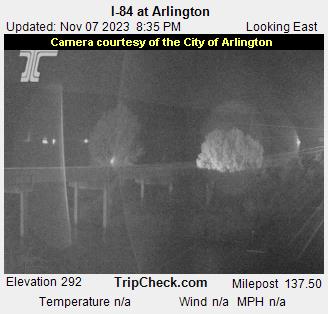 I-84 at Arlington
Updated: Nov 07 2023 8:35 PM Looking East
Camera courtesy of the City of Arlington
Elevation 292 TripCheck.com Milepost 137.50
Temperature n/a Wind n/a MPH n/a